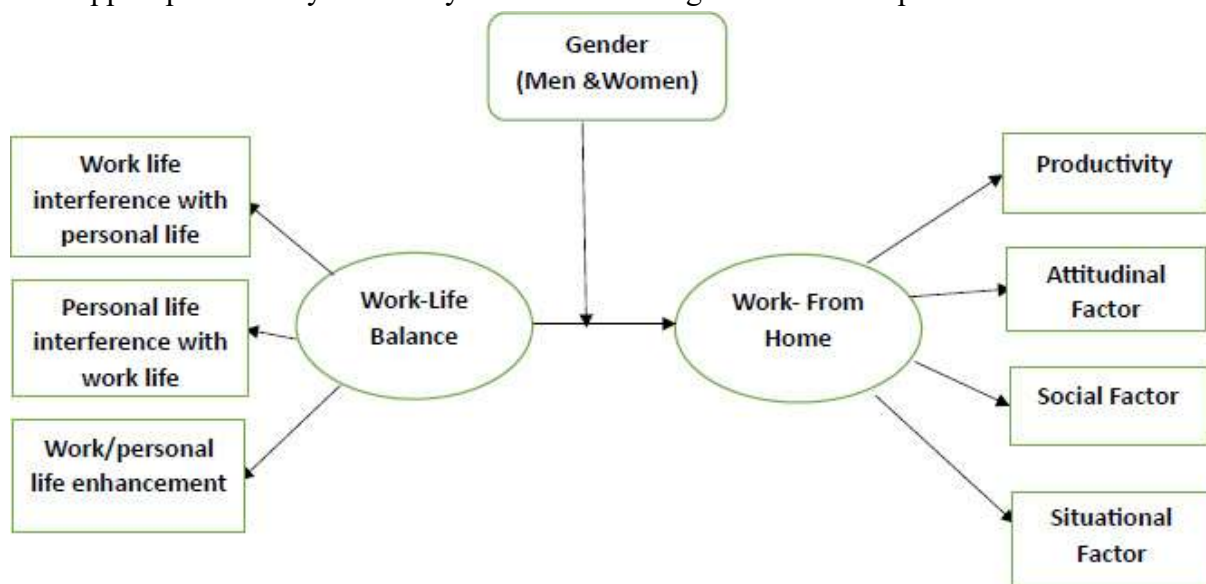 Gender
(Men &Women)
Work life
interference with
personal life
Personal life
interference with
work life
Work/personal
life enhancement
Work-Life
Balance
Work- From
Home
Productivity
Attitudinal
Factor
Social Factor
Situational
Factor